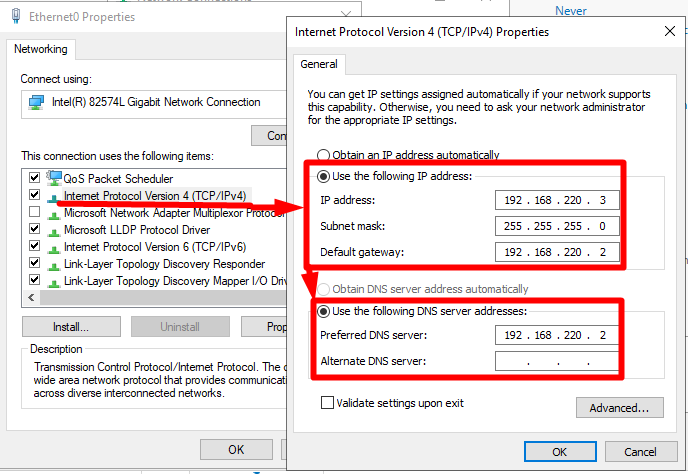 Ethernet0 Properties
Never
Networking
Connect using:
Intel(R) 82574L Gigabit Network Connection
This connection uses the following items:
QoS Packet Scheduler
Internet Protocol Version 4 (TCP/IPv4)
Microsoft Network Adapter Multiplexor Protoco
Microsoft LLDP Protocol Driver
Internet Protocol Version 6 (TCP/IPv6)
Link-Layer Topology Discovery Responder
Link-Layer Topology Discovery Mapper I/O Driv
Install...
Uninstall
Prop
Description
Transmission Control Protocol/Internet Protocol. The d
wide area network protocol that provides communicati
across diverse interconnected networks.
OK
Internet Protocol Version 4 (TCP/IPv4) Properties
General
You can get IP settings assigned automatically if your network supports
this capability. Otherwise, you need to ask your network administrator
for the appropriate IP settings.
Obtain an IP address automatically
Use the following IP address:
IP address: 192 . 168 . 220 . 3
Subnet mask: 255 . 255 . 255 . 0
Default gateway: 192 . 168 . 220 . 2
Obtain DNS server address automatically
Use the following DNS server addresses:
Preferred DNS server: 192 . 168 . 220 . 2
Alternate DNS server: . . .
Validate settings upon exit
Advanced...
OK
Cancel